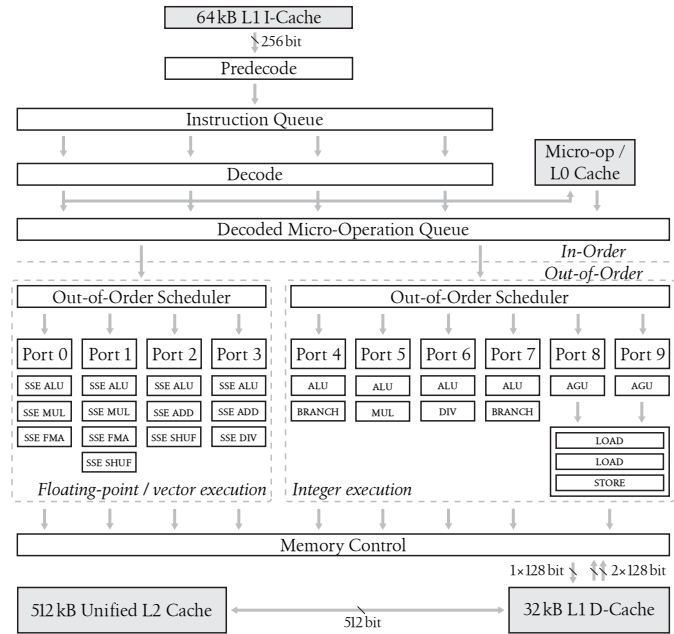 64 kB L1 I-Cache
256 bit
Predecode
Instruction Queue
Micro-op /
L0 Cache
Decode
Decoded Micro-Operation Queue
In-Order
Out-of-Order
Out-of-Order Scheduler
Out-of-Order Scheduler
Port 0 Port 1 Port 2 Port 3 Port 4 Port 5 Port 6 Port 7 Port 8 Port 9
SSE ALU SSE ALU SSE ALU SSE ALU ALU ALU ALU ALU AGU AGU
SSE MUL SSE MUL SSE ADD SSE ADD BRANCH MUL DIV BRANCH
SSE FMA SSE FMA SSE SHUF SSE DIV
SSE SHUF
LOAD
LOAD
STORE
Floating-point / vector execution
Integer execution
Memory Control
1×128 bit 2×128 bit
512 kB Unified L2 Cache
512 bit
32 kB L1 D-Cache